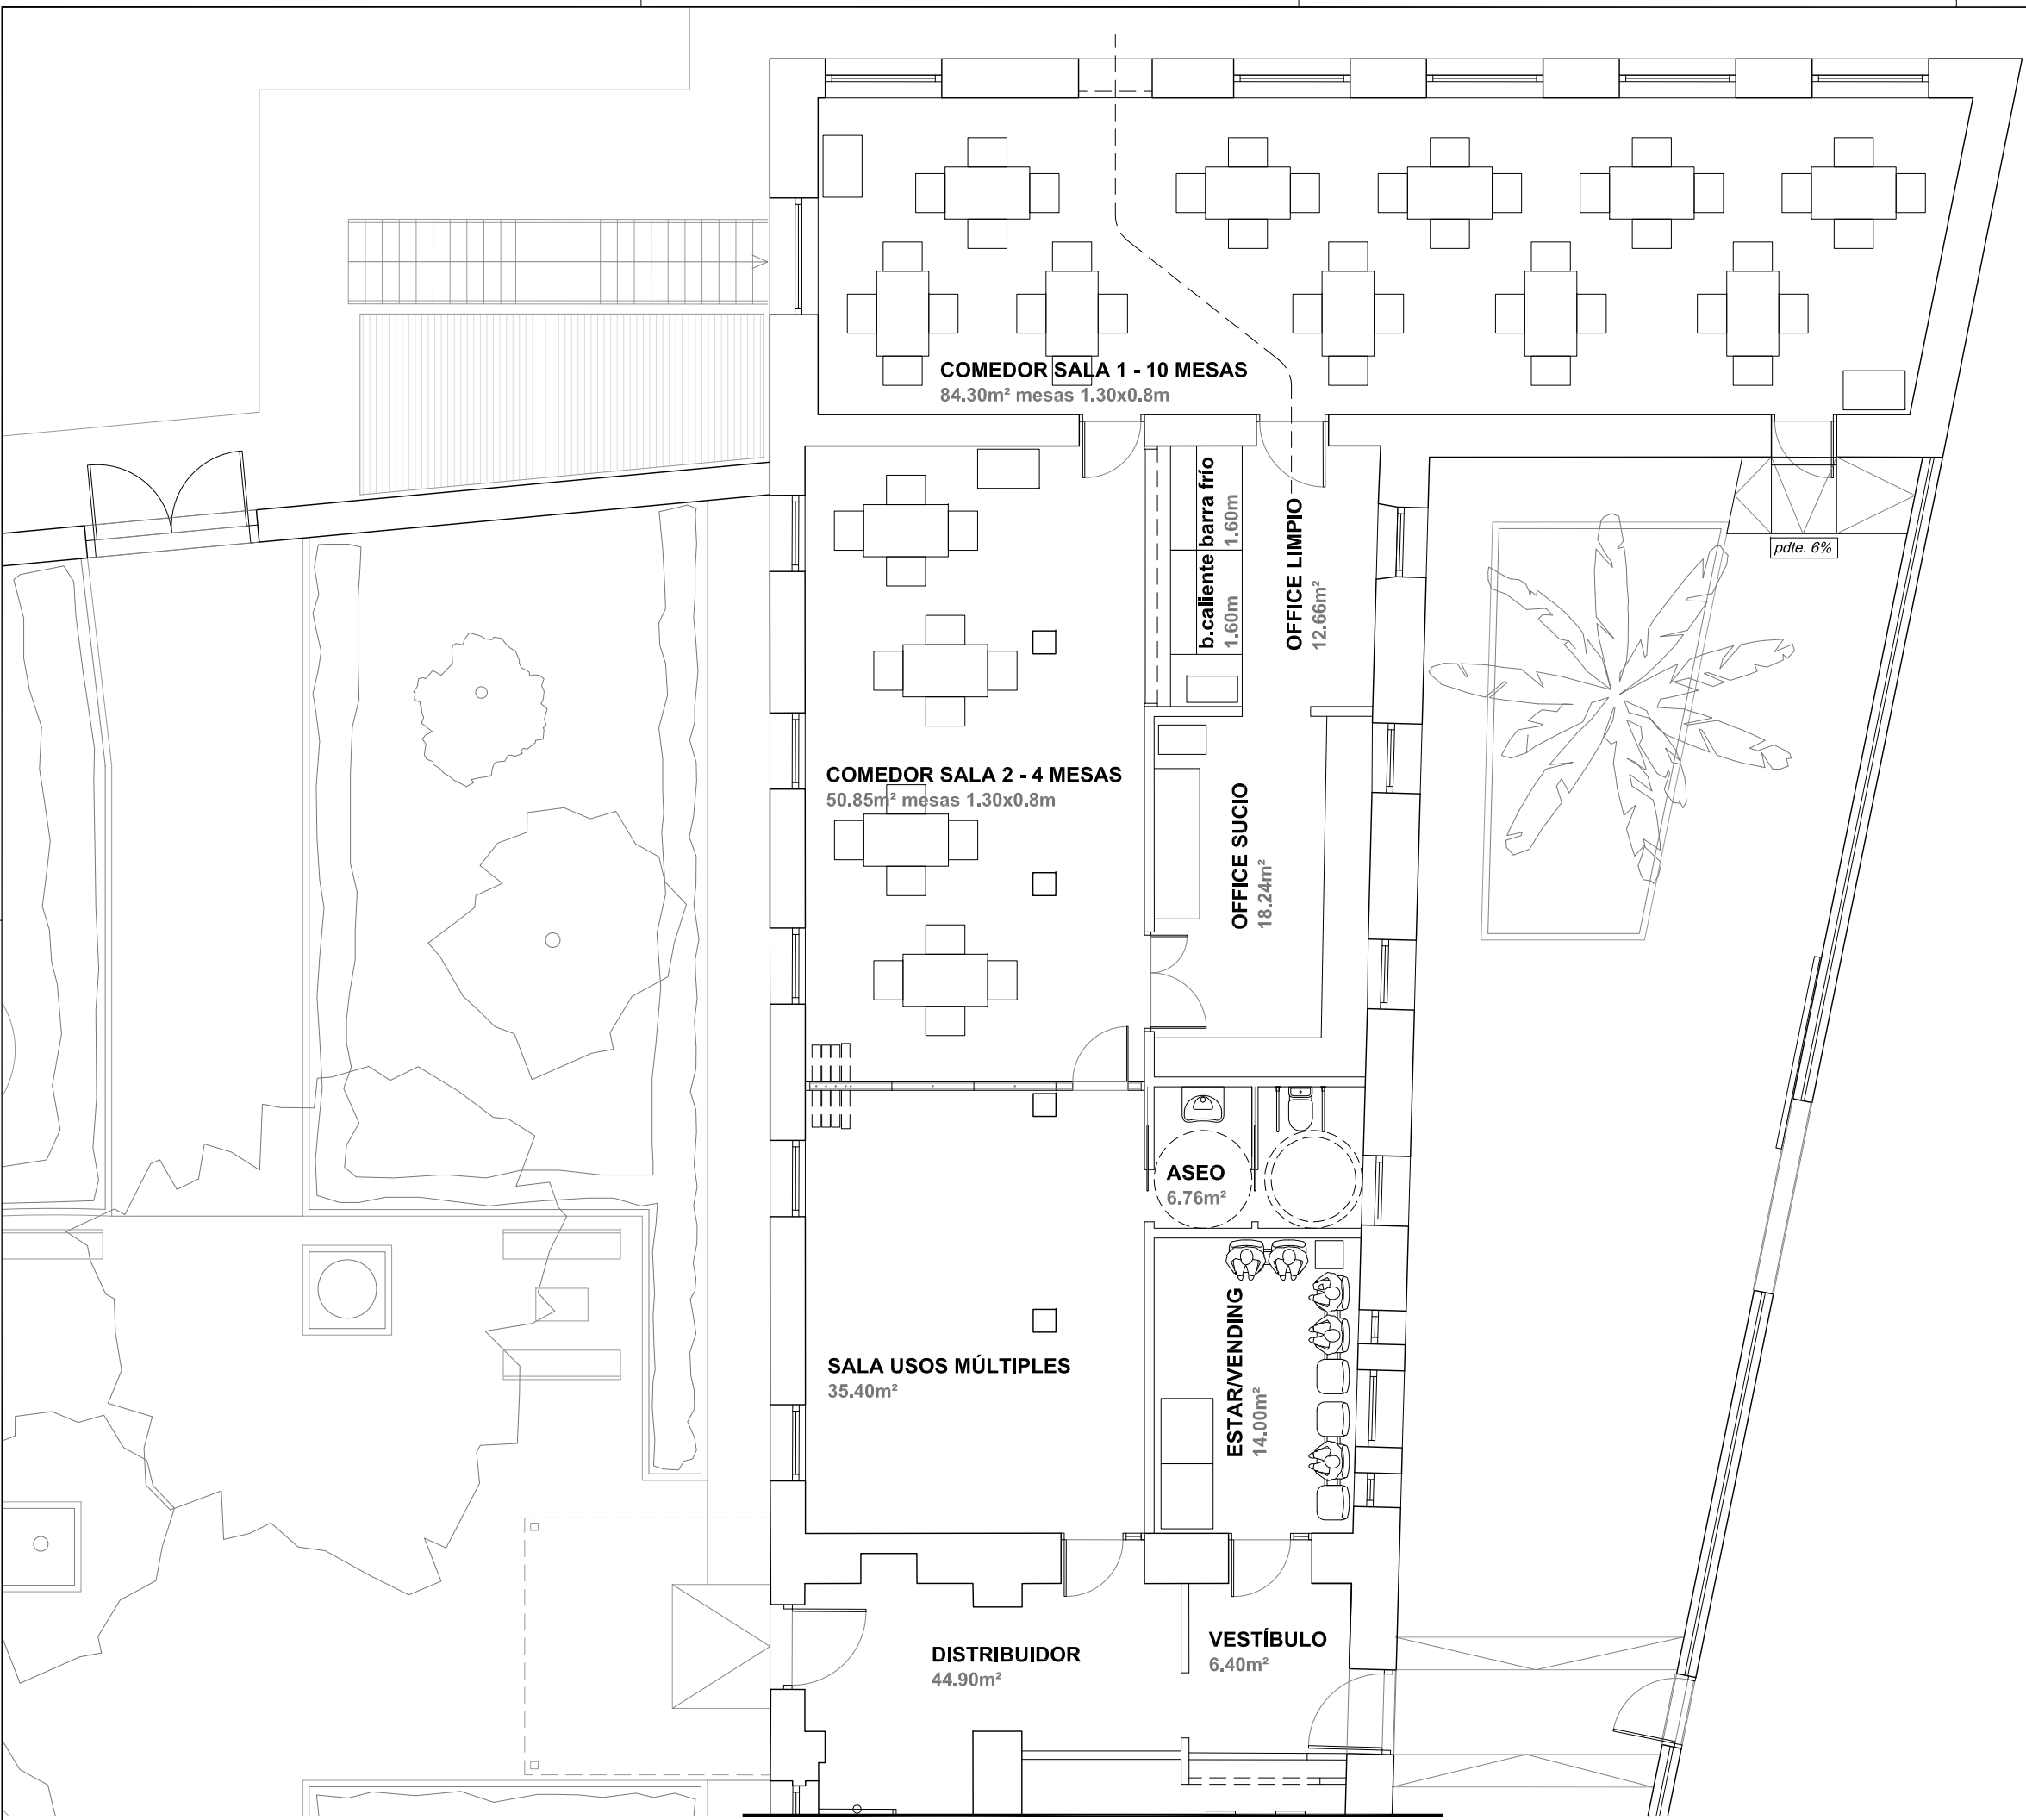 COMEDOR SALA 1 - 10 MESAS
84.30m² mesas 1.30x0.8m
barra frío
1.60m
b.caliente
1.60m
OFFICE LIMPIO
12.66m²
pdte. 6%
COMEDOR SALA 2 - 4 MESAS
50.85m² mesas 1.30x0.8m
OFFICE SUCIO
18.24m²
ASEO
6.76m²
SALA USOS MÚLTIPLES
35.40m²
ESTAR/VENDING
14.00m²
DISTRIBUIDOR
44.90m²
VESTÍBULO
6.40m²